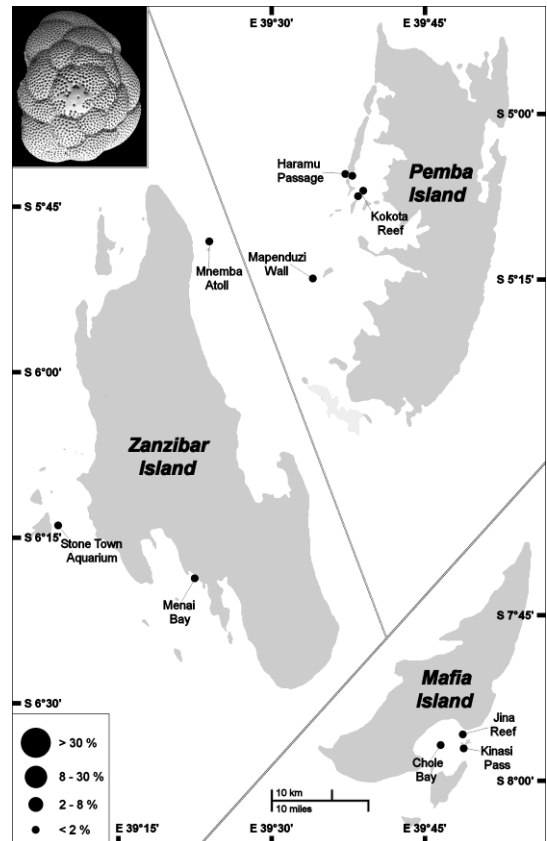 E 39°30'
E 39°45'
S 5°00'
Haramu
Passage
Pemba
Island
Kokota
Reef
S 5°45'
Mnemba
Atoll
Mapenduzi
Wall
S 5°15'
S 6°00'
Zanzibar
Island
S 6°15'
Stone Town
Aquarium
Menai
Bay
S 7°45'
Mafia
Island
S 6°30'
Jina
Reef
Chole
Bay
Kinasi
Pass
> 30 %
8 - 30 %
2 - 8 %
< 2 %
S 8°00'
10 km
10 miles
E 39°15'
E 39°30'
E 39°45'